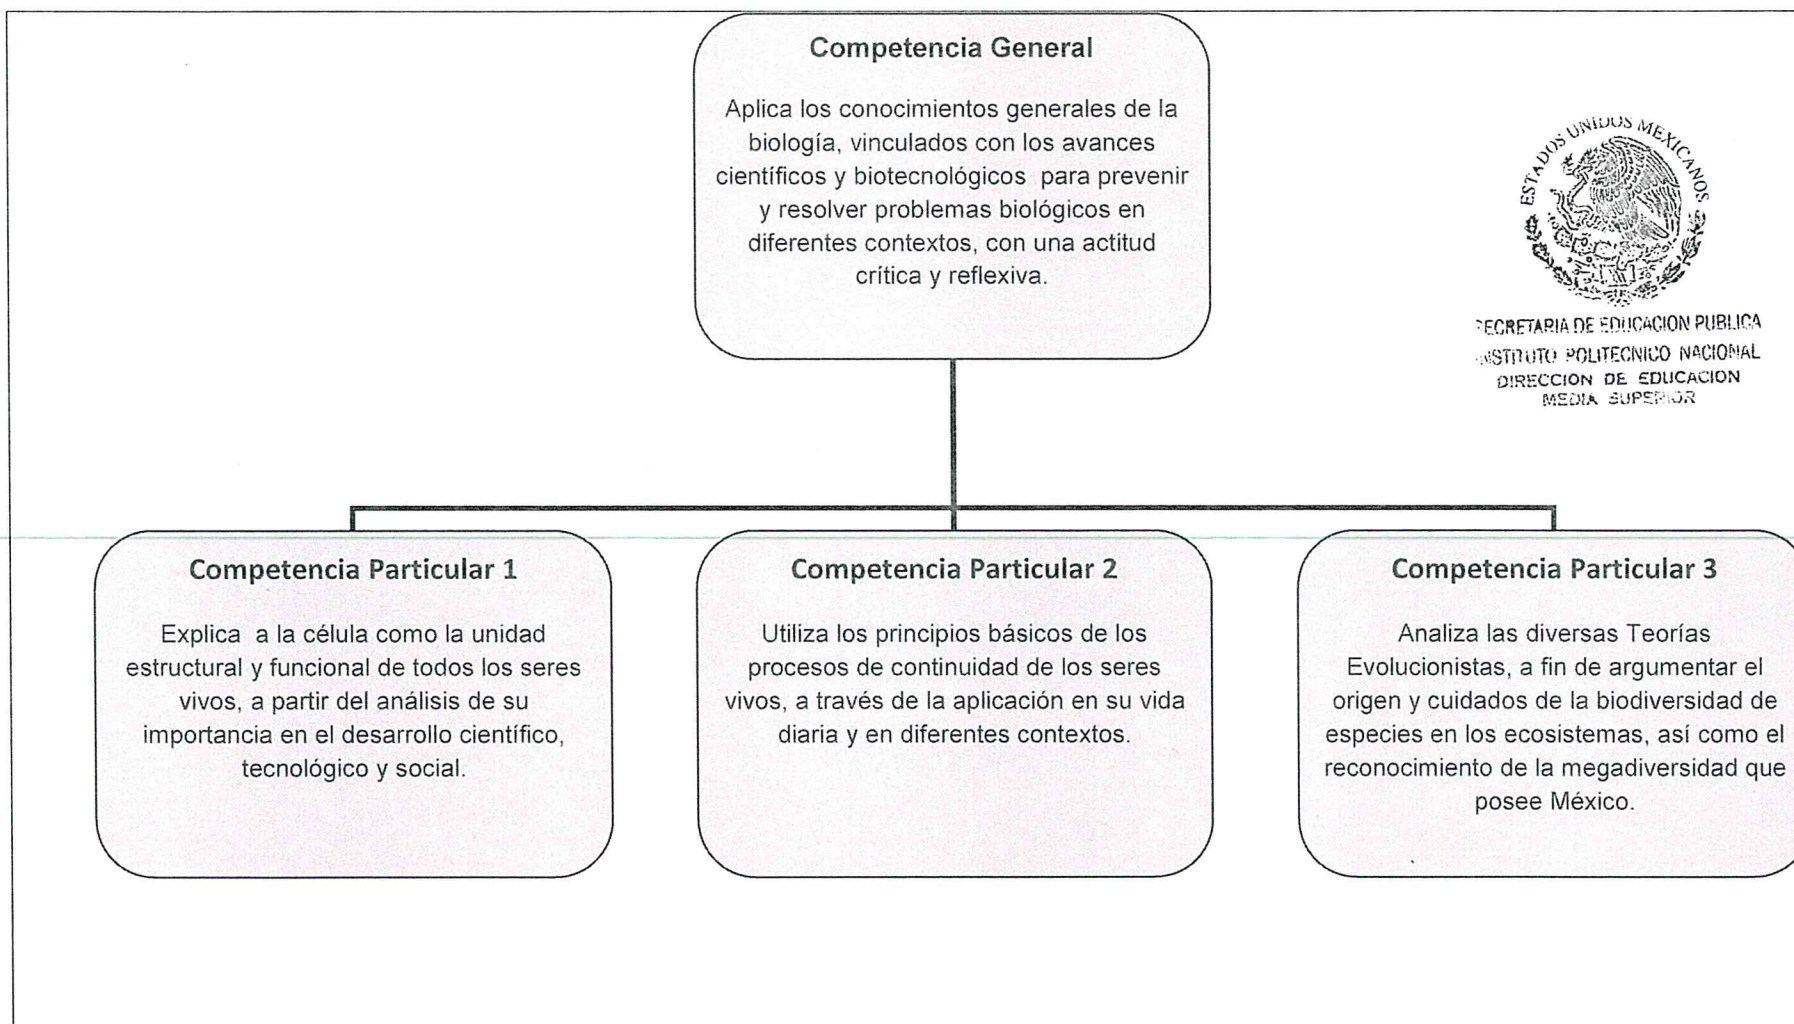 Competencia General
Aplica los conocimientos generales de la
biología, vinculados con los avances
científicos y biotecnológicos para prevenir
y resolver problemas biológicos en
diferentes contextos, con una actitud
crítica y reflexiva.
ESTADOS UNIDOS MEXICANOS
SECRETARIA DE EDUCACION PUBLICA
INSTITUTO POLITECNICO NACIONAL
DIRECCION DE EDUCACION
MEDIA SUPERIOR
Competencia Particular 1
Explica a la célula como la unidad
estructural y funcional de todos los seres
vivos, a partir del análisis de su
importancia en el desarrollo científico,
tecnológico y social.
Competencia Particular 2
Utiliza los principios básicos de los
procesos de continuidad de los seres
vivos, a través de la aplicación en su vida
diaria y en diferentes contextos.
Competencia Particular 3
Analiza las diversas Teorías
Evolucionistas, a fin de argumentar el
origen y cuidados de la biodiversidad de
especies en los ecosistemas, así como el
reconocimiento de la megadiversidad que
posee México.